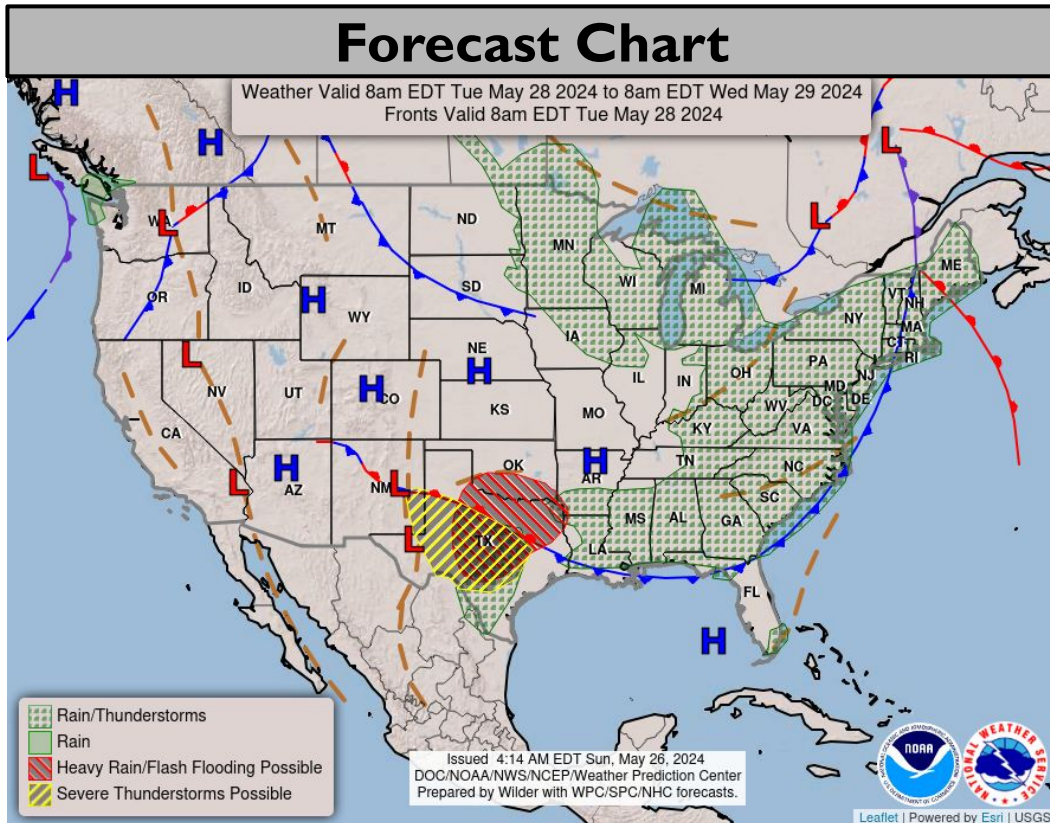 Forecast Chart
Weather Valid 8am EDT Tue May 28 2024 to 8am EDT Wed May 29 2024
Fronts Valid 8am EDT Tue May 28 2024
H
H
L
L
L
WA
MT
ND
MN
ME
L
OR
ID
H
WY
SD
WI
MI
VT
NH
NY
MA
CT
RI
IA
L
NV
UT
H
CO
NE
H
KS
IL
IN
OH
PA
NJ
MD
DE
DC
WV
VA
MO
KY
CA
L
H
AZ
NM
L
OK
H
AR
TN
NC
SC
L
TX
LA
MS
AL
GA
FL
H
Rain/Thunderstorms
Rain
Heavy Rain/Flash Flooding Possible
Severe Thunderstorms Possible
Issued 4:14 AM EDT Sun, May 26, 2024
DOC/NOAA/NWS/NCEP/Weather Prediction Center
Prepared by Wilder with WPC/SPC/NHC forecasts.
NOAA
NATIONAL WEATHER SERVICE
Leaflet | Powered by Esri | USGS